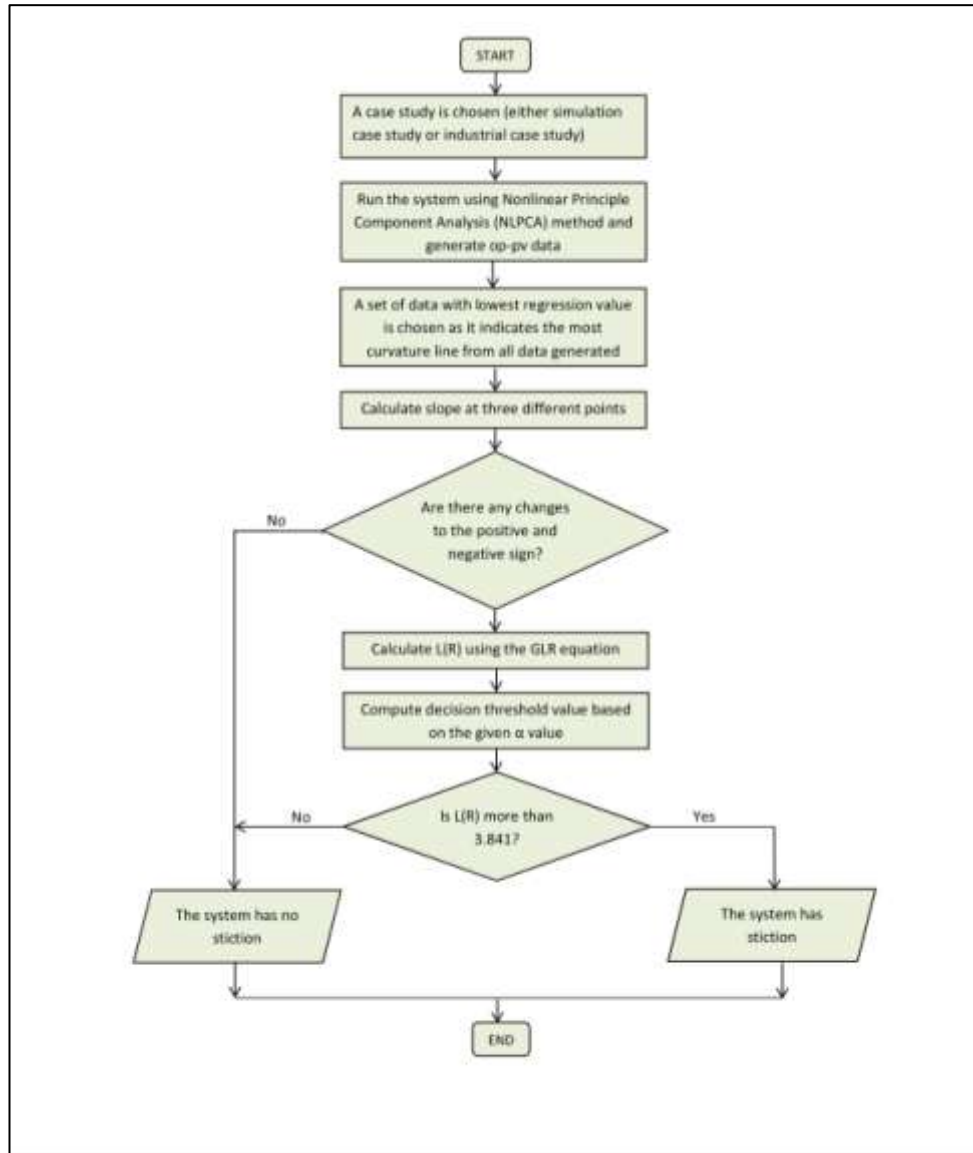 START
A case study is chosen (either simulation
case study or industrial case study)
Run the system using Nonlinear Principle
Component Analysis (NLPCA) method and
generate op-pv data
A set of data with lowest regression value
is chosen as it indicates the most
curvature line from all data generated
Calculate slope at three different points
Are there any changes
to the positive and
negative sign?
No
Calculate L(R) using the GLR equation
Compute decision threshold value based
on the given α value
Is L(R) more than
3.841?
No
Yes
The system has no
stiction
The system has
stiction
END